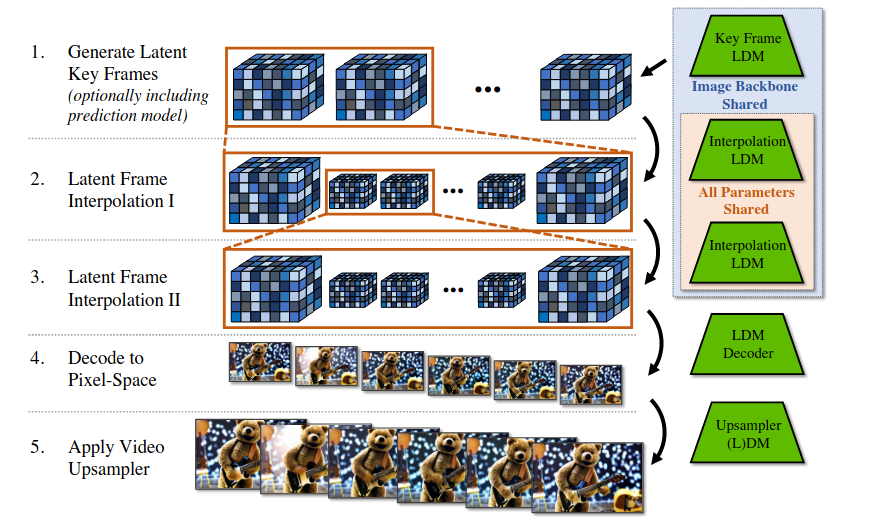 1. Generate Latent
Key Frames
(optionally including
prediction model)
2. Latent Frame
Interpolation I
3. Latent Frame
Interpolation II
4. Decode to
Pixel-Space
5. Apply Video
Upsampler
Key Frame
LDM
Image Backbone
Shared
Interpolation
LDM
All Parameters
Shared
Interpolation
LDM
LDM
Decoder
Upsampler
(L)DM